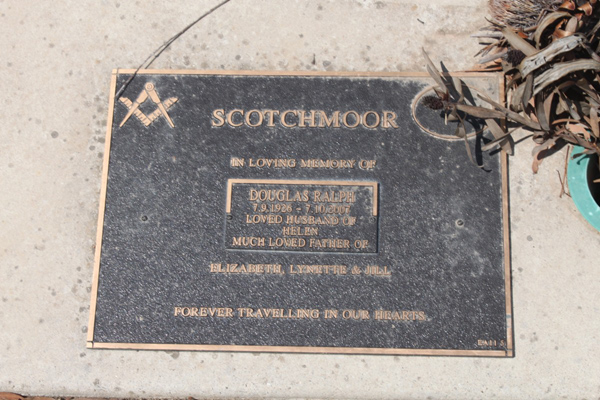 SCOTCHMOOR
IN LOVING MEMORY OF
DOUGLAS RALPH
LOVED HUSBAND OF
HELEN
MUCH LOVED FATHER OF
ELIZABETH, LYNETTE & JILL
FOREVER TRAVELLING IN OUR HEARTS